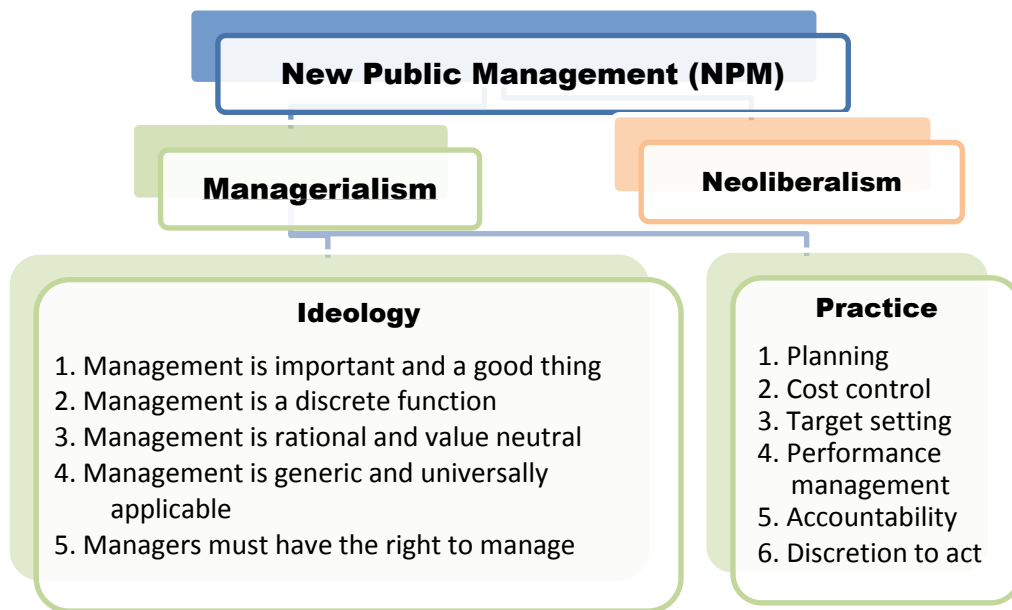 New Public Management (NPM)
Managerialism
Neoliberalism
Ideology
1. Management is important and a good thing
2. Management is a discrete function
3. Management is rational and value neutral
4. Management is generic and universally
applicable
5. Managers must have the right to manage
Practice
1. Planning
2. Cost control
3. Target setting
4. Performance
management
5. Accountability
6. Discretion to act